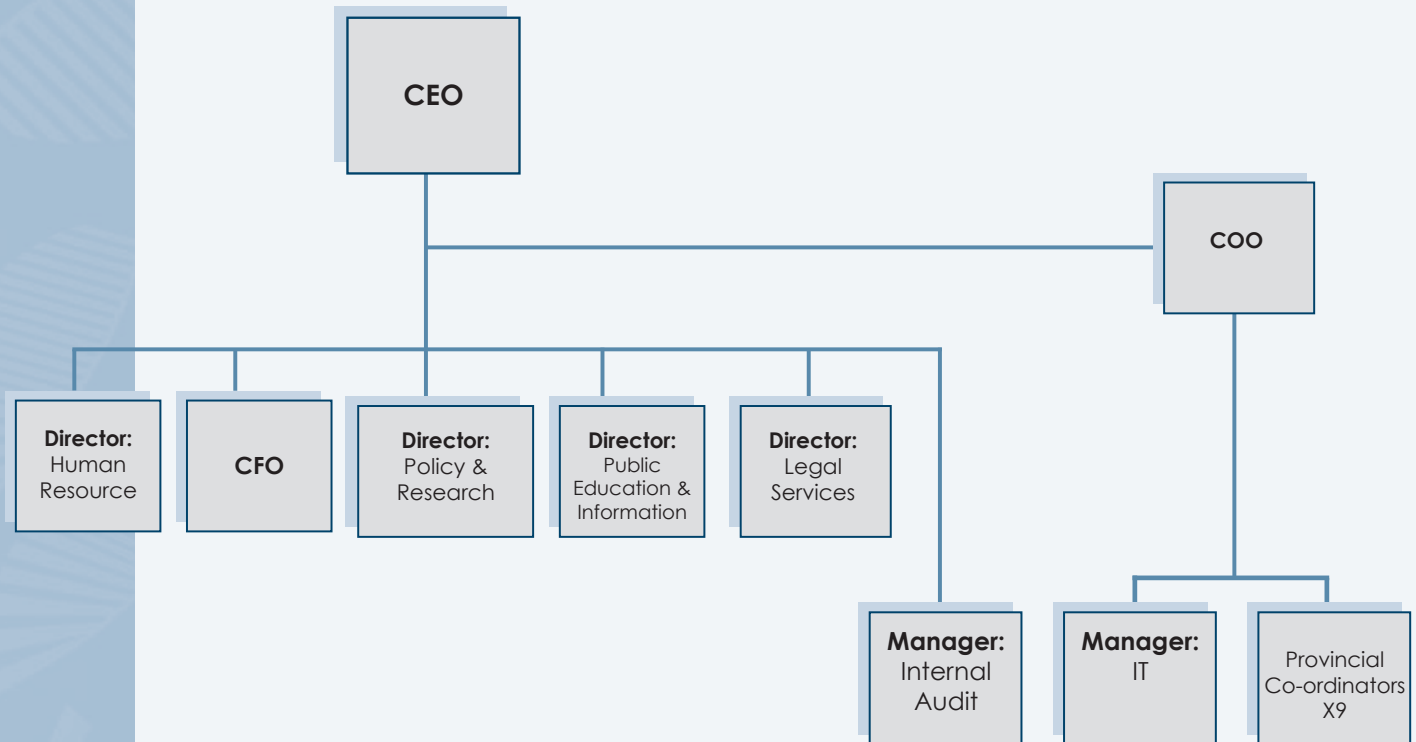 CEO
COO
Director:
Human
Resource
CFO
Director:
Policy &
Research
Director:
Public
Education &
Information
Director:
Legal
Services
Manager:
Internal
Audit
Manager:
IT
Provincial
Co-ordinators
X9